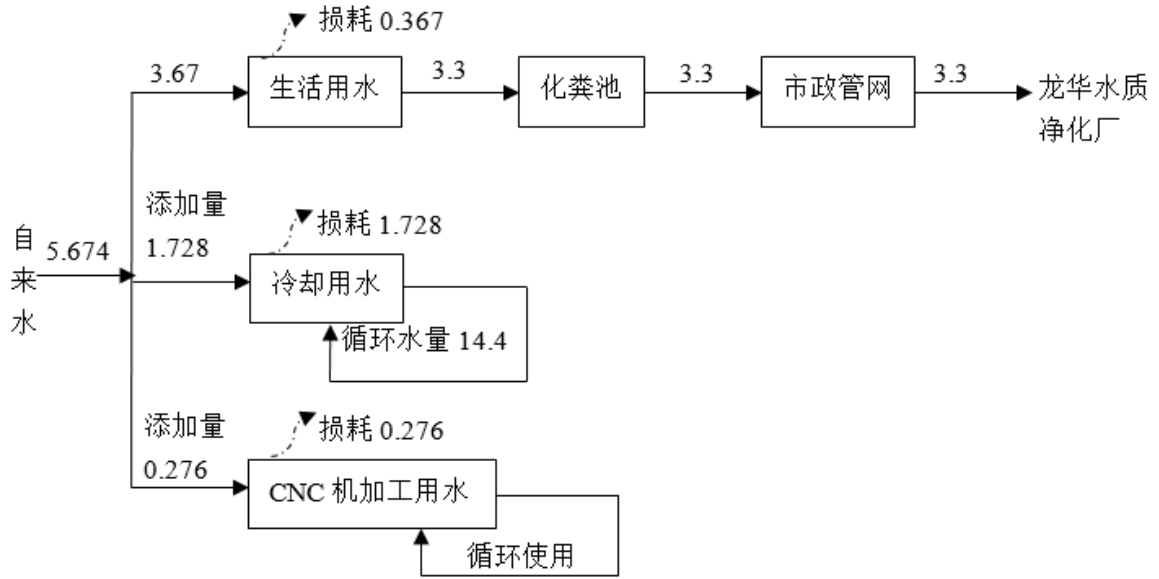 损耗 0.367
3.67
生活用水
3.3
化粪池
3.3
市政管网
3.3
龙华水质
净化厂
自
来
水
5.674
添加量
1.728
损耗 1.728
冷却用水
循环水量 14.4
添加量
0.276
损耗 0.276
CNC 机加工用水
循环使用